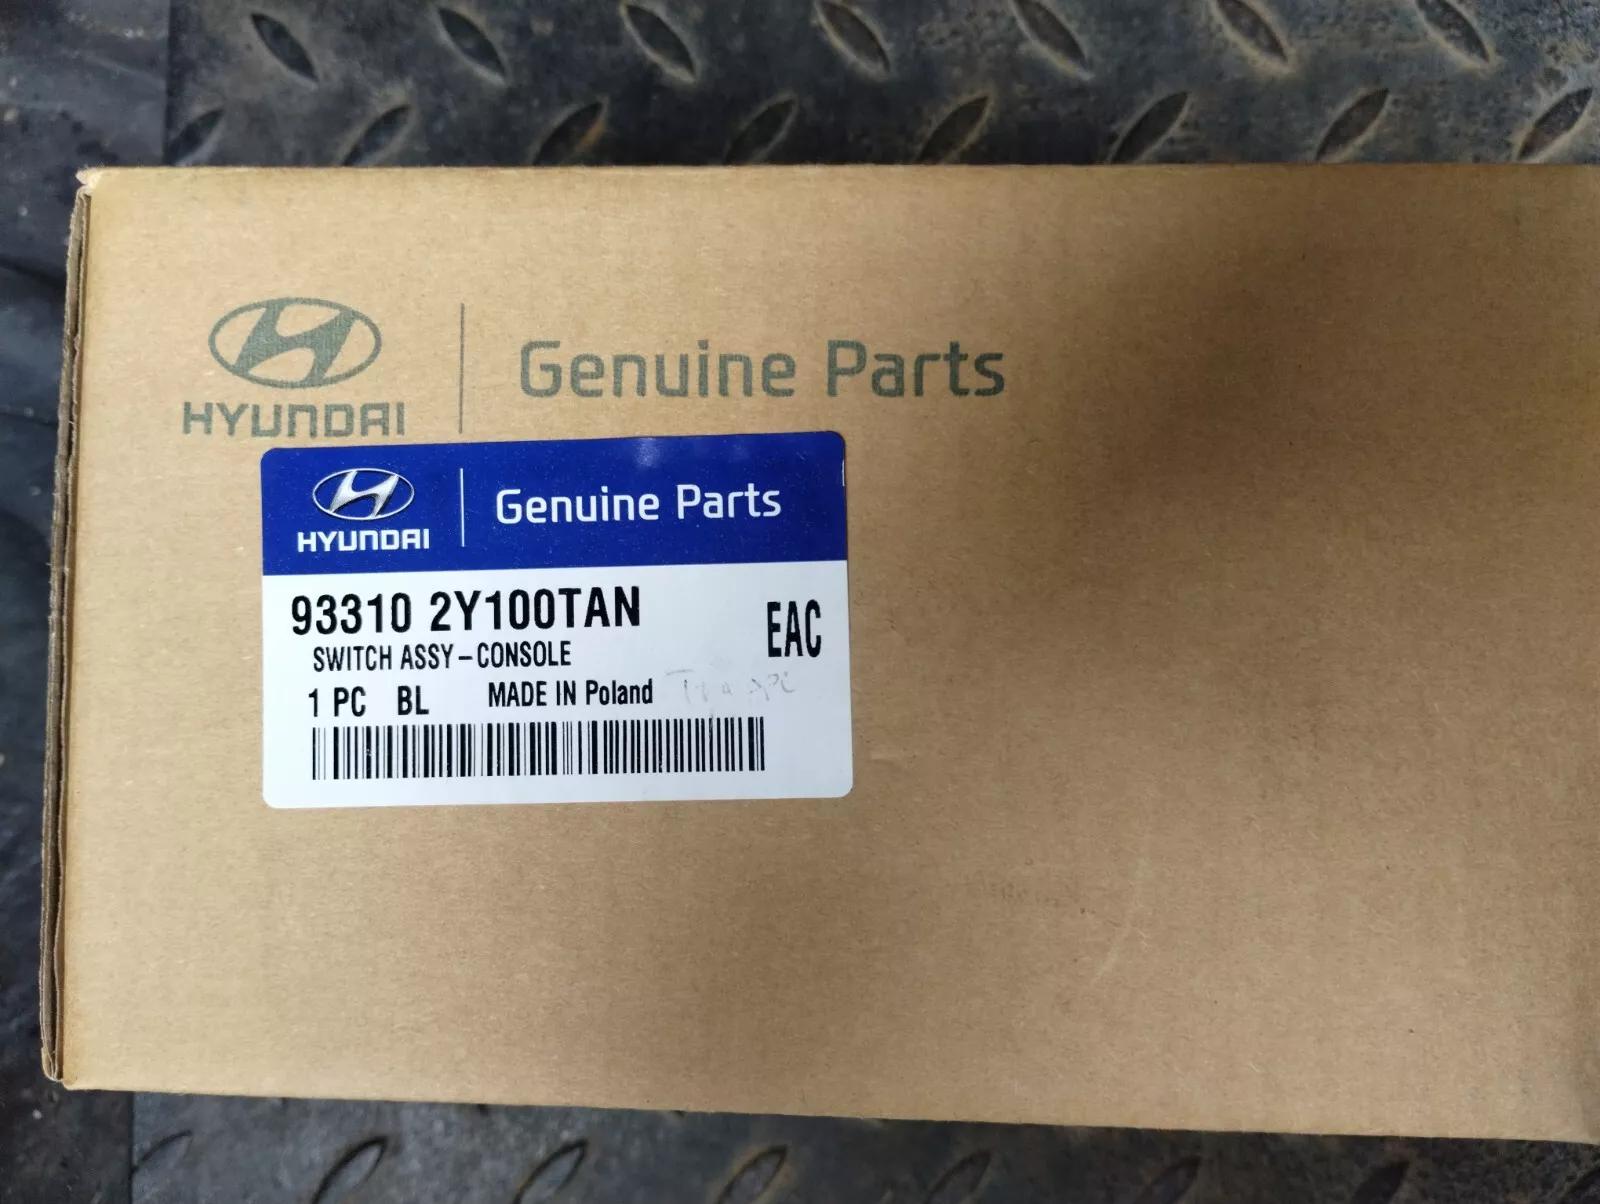 HYUNDAI
Genuine Parts
HYUNDAI
Genuine Parts
93310 2Y100TAN
EAC
SWITCH ASSY-CONSOLE
1 PC BL MADE IN Poland